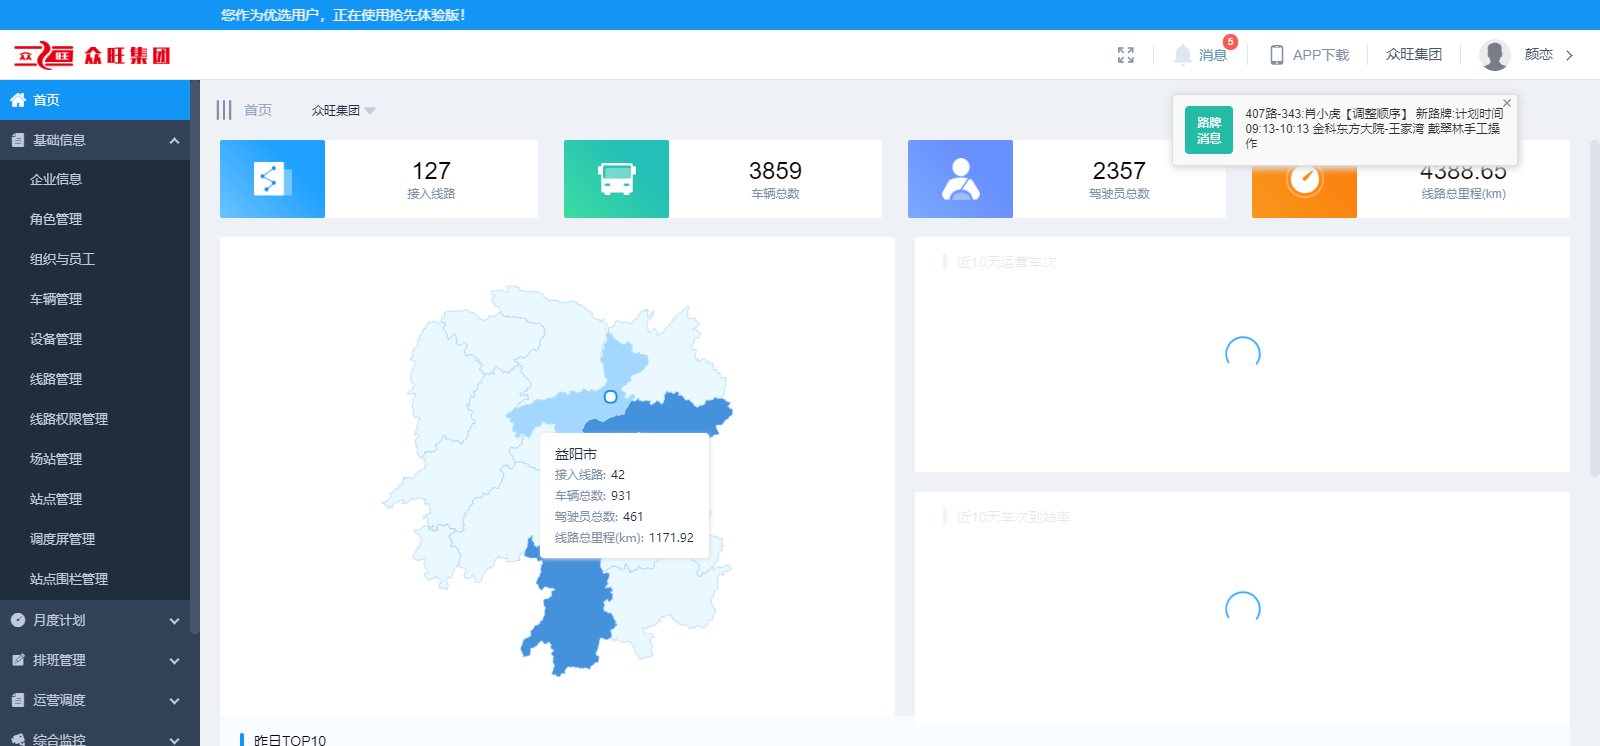 您作为优选用户，正在使用抢先体验版！
众旺
众旺集团
消息
5
APP下载
众旺集团
颜恋
首页
基础信息
企业信息
角色管理
组织与员工
车辆管理
设备管理
线路管理
线路权限管理
场站管理
站点管理
调度屏管理
站点围栏管理
月度计划
排班管理
运营调度
综合监控
首页
众旺集团
路牌
消息
407路-343:肖小虎【调整顺序】 新路牌:计划时间
09:13-10:13 金科东方大院-王家湾 戴翠林手工操
作
127
接入线路
3859
车辆总数
2357
驾驶员总数
4388.65
线路总里程(km)
益阳市
接入线路: 42
车辆总数: 931
驾驶员总数: 461
线路总里程(km): 1171.92
近10天运营车次
近10天车次到站率
昨日TOP10